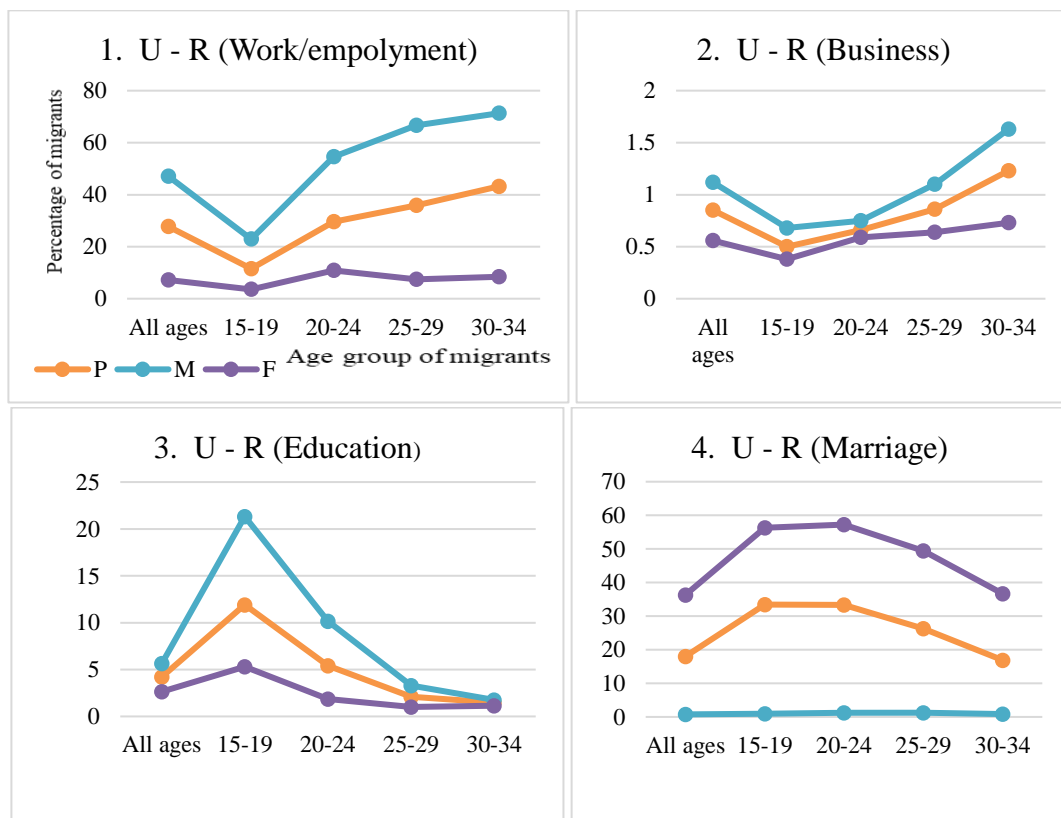 1. U - R (Work/empolyment)
Percentage of migrants
80
60
40
20
0
All ages 15-19 20-24 25-29 30-34
Age group of migrants
P M F
2. U - R (Business)
2
1.5
1
0.5
0
All
ages 15-19 20-24 25-29 30-34
3. U - R (Education)
25
20
15
10
5
0
All ages 15-19 20-24 25-29 30-34
4. U - R (Marriage)
70
60
50
40
30
20
10
0
All ages 15-19 20-24 25-29 30-34